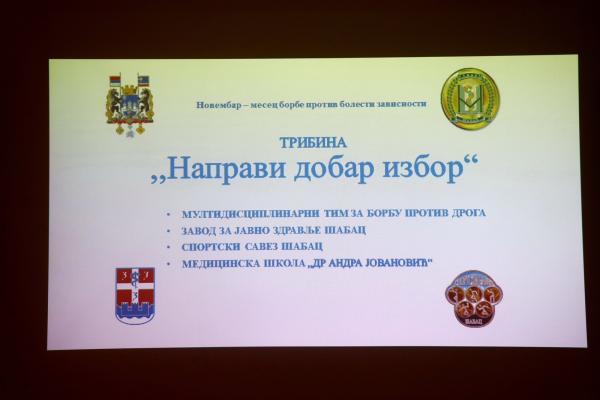 Новембар – месец борбе против болести зависности
ТРИБИНА
„Направи добар избор“
• МУЛТИДИСЦИПЛИНАРНИ ТИМ ЗА БОРБУ ПРОТИВ ДРОГА
• ЗАВОД ЗА ЈАВНО ЗДРАВЉЕ ШАБАЦ
• СПОРТСКИ САВЕЗ ШАБАЦ
• МЕДИЦИНСКА ШКОЛА „ДР АНДРА ЈОВАНОВИЋ“
ШАБАЦ